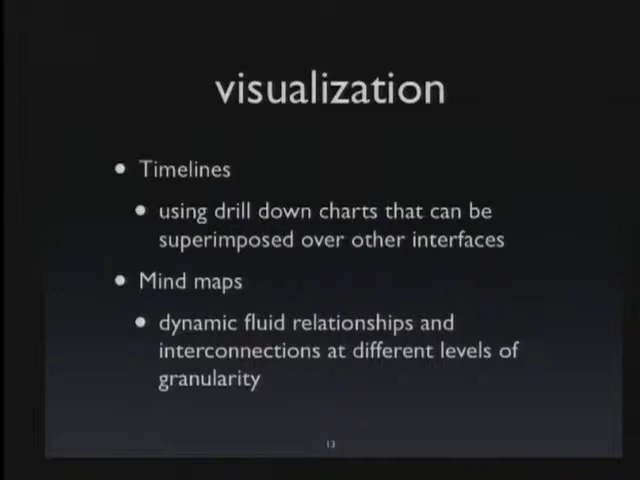 visualization
• Timelines
• using drill down charts that can be
superimposed over other interfaces
• Mind maps
• dynamic fluid relationships and
interconnections at different levels of
granularity
13